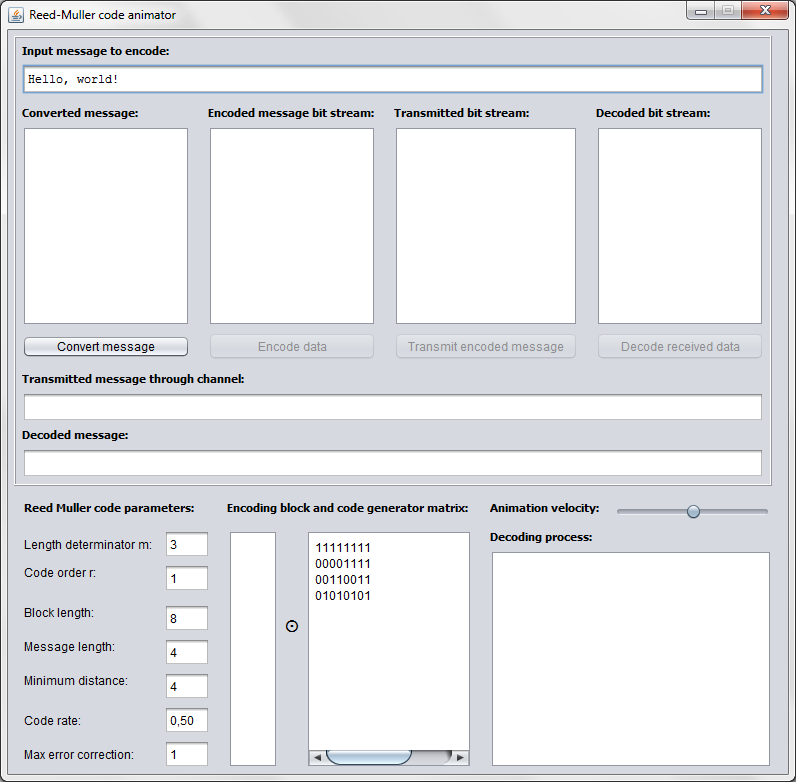 Reed-Muller code animator
Input message to encode:
Hello, world!
Converted message: Encoded message bit stream: Transmitted bit stream: Decoded bit stream:
Convert message Encode data Transmit encoded message Decode received data
Transmitted message through channel:
Decoded message:
Reed Muller code parameters: Encoding block and code generator matrix: Animation velocity:
Decoding process:
Length determinator m: 3
Code order r: 1
Block length: 8
Message length: 4
Minimum distance: 4
Code rate: 0,50
Max error correction: 1
⊙
11111111
00001111
00110011
01010101